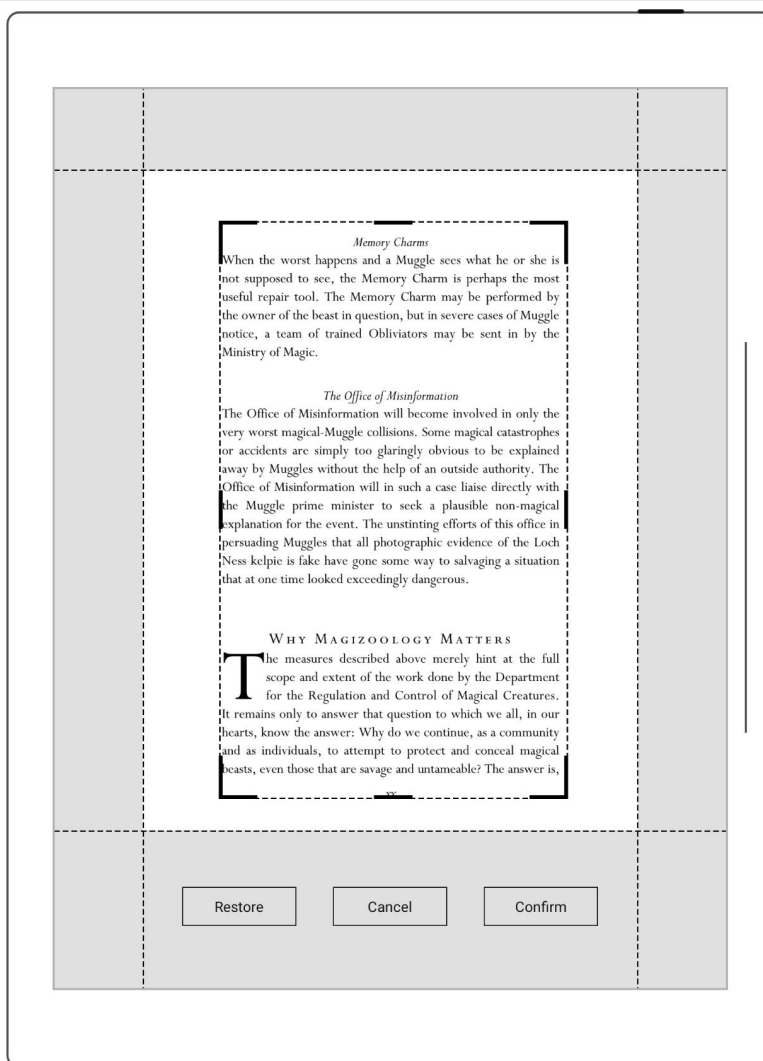 Memory Charms
When the worst happens and a Muggle sees what he or she is
not supposed to see, the Memory Charm is perhaps the most
useful repair tool. The Memory Charm may be performed by
the owner of the beast in question, but in severe cases of Muggle
notice, a team of trained Obliviators may be sent in by the
Ministry of Magic.
The Office of Misinformation
The Office of Misinformation will become involved in only the
very worst magical-Muggle collisions. Some magical catastrophes
or accidents are simply too glaringly obvious to be explained
away by Muggles without the help of an outside authority. The
Office of Misinformation will in such a case liaise directly with
the Muggle prime minister to seek a plausible non-magical
explanation for the event. The unstinting efforts of this office in
persuading Muggles that all photographic evidence of the Loch
Ness kelpie is fake have gone some way to salvaging a situation
that at one time looked exceedingly dangerous.
Why Magizoology Matters
The measures described above merely hint at the full
scope and extent of the work done by the Department
for the Regulation and Control of Magical Creatures.
It remains only to answer that question to which we all, in our
hearts, know the answer: Why do we continue, as a community
and as individuals, to attempt to protect and conceal magical
beasts, even those that are savage and untameable? The answer is,
xx
Restore Cancel Confirm